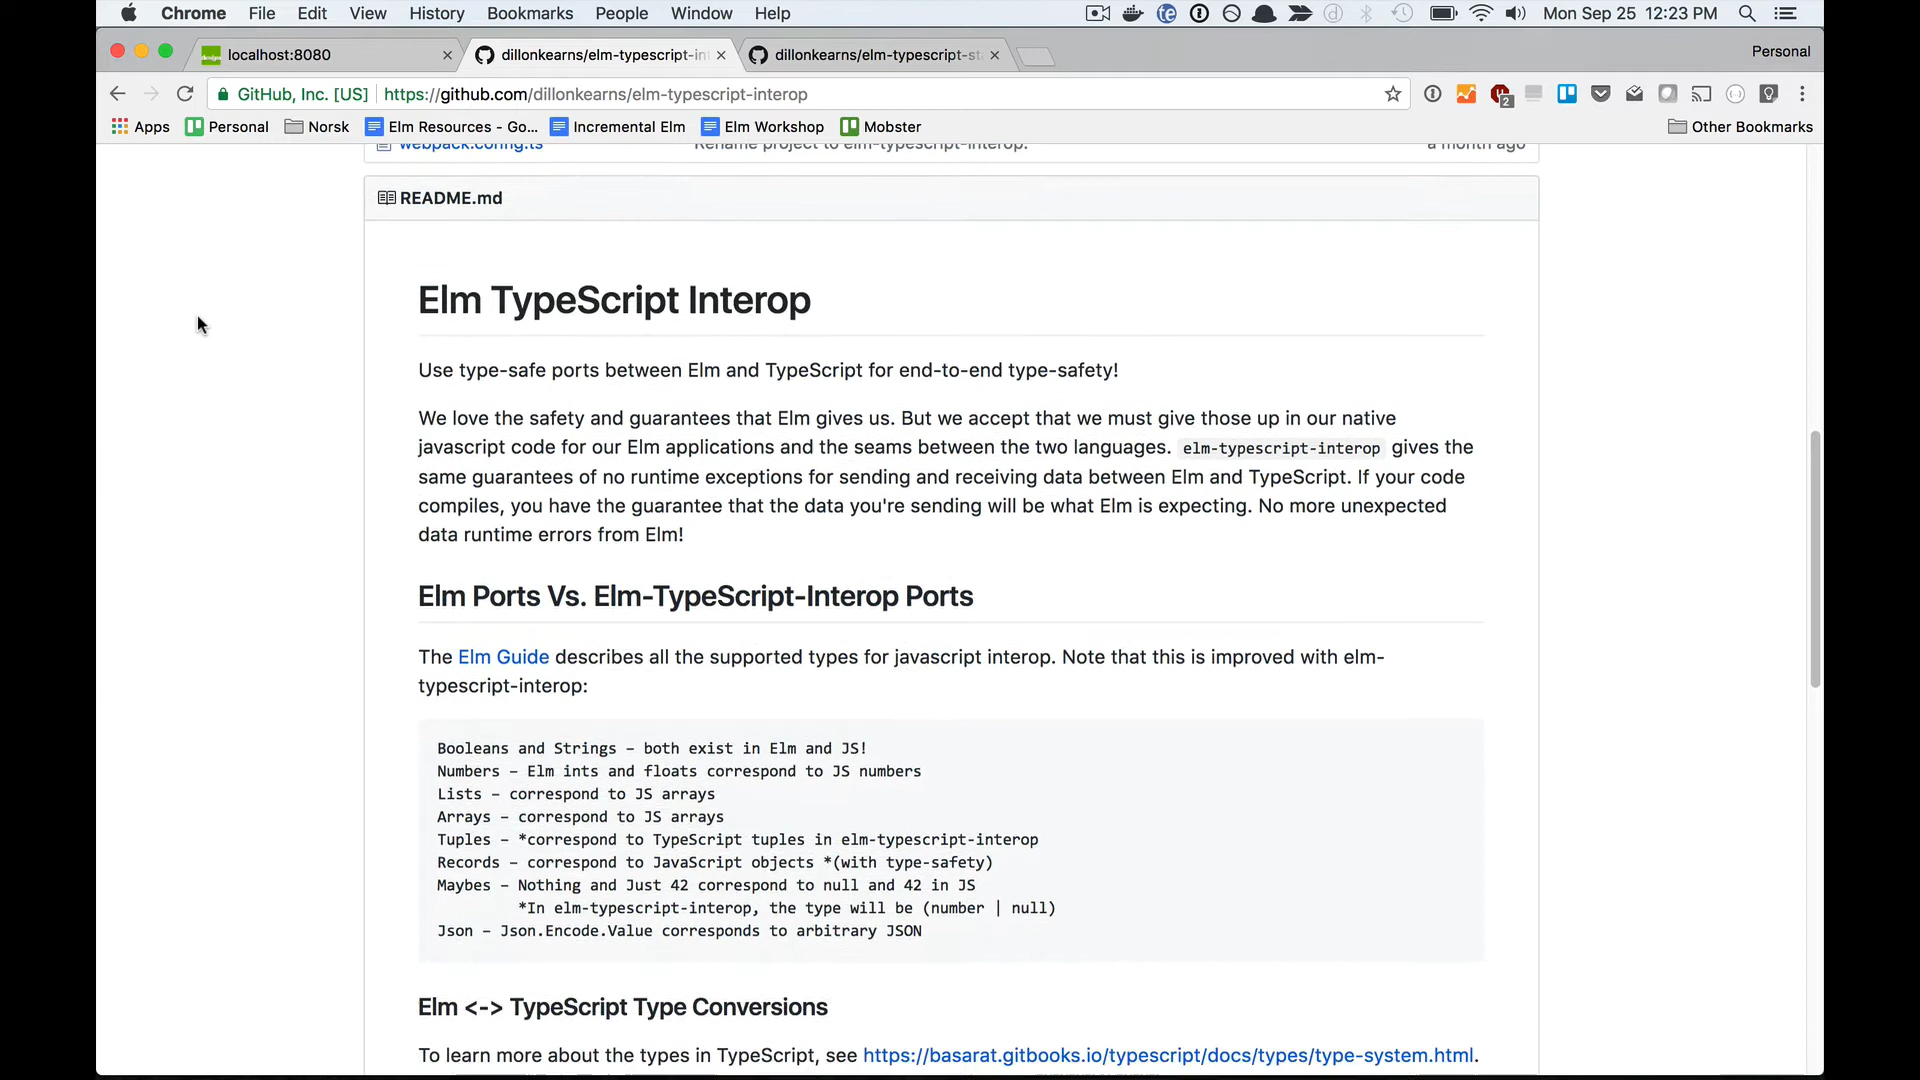 Chrome File Edit View History Bookmarks People Window Help Mon Sep 25 12:23 PM
localhost:8080 dillonkearns/elm-typescript-in dillonkearns/elm-typescript-st Personal
GitHub, Inc. [US] https://github.com/dillonkearns/elm-typescript-interop 2
Apps Personal Norsk Elm Resources - Go... Incremental Elm Elm Workshop Mobster Other Bookmarks
webpack.config.ts Rename project to elm-typescript-interop. a month ago
README.md
Elm TypeScript Interop
Use type-safe ports between Elm and TypeScript for end-to-end type-safety!
We love the safety and guarantees that Elm gives us. But we accept that we must give those up in our native
javascript code for our Elm applications and the seams between the two languages. elm-typescript-interop gives the
same guarantees of no runtime exceptions for sending and receiving data between Elm and TypeScript. If your code
compiles, you have the guarantee that the data you're sending will be what Elm is expecting. No more unexpected
data runtime errors from Elm!
Elm Ports Vs. Elm-TypeScript-Interop Ports
The Elm Guide describes all the supported types for javascript interop. Note that this is improved with elm-
typescript-interop:
Booleans and Strings – both exist in Elm and JS!
Numbers – Elm ints and floats correspond to JS numbers
Lists – correspond to JS arrays
Arrays – correspond to JS arrays
Tuples – *correspond to TypeScript tuples in elm-typescript-interop
Records – correspond to JavaScript objects *(with type-safety)
Maybes – Nothing and Just 42 correspond to null and 42 in JS
*In elm-typescript-interop, the type will be (number | null)
Json – Json.Encode.Value corresponds to arbitrary JSON
Elm <-> TypeScript Type Conversions
To learn more about the types in TypeScript, see https://basarat.gitbooks.io/typescript/docs/types/type-system.html.